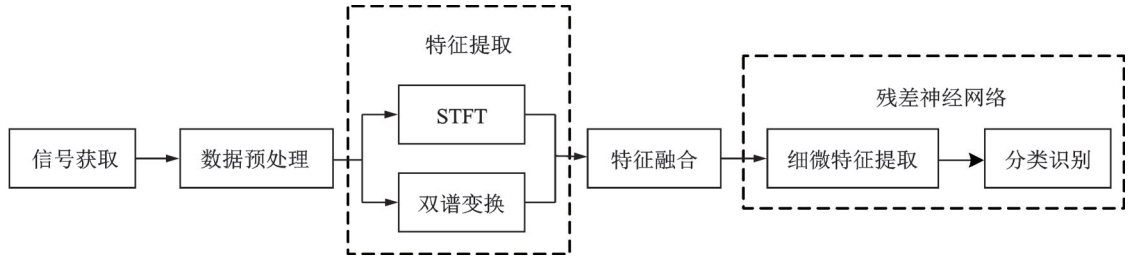 信号获取
数据预处理
特征提取
STFT
双谱变换
特征融合
残差神经网络
细微特征提取
分类识别